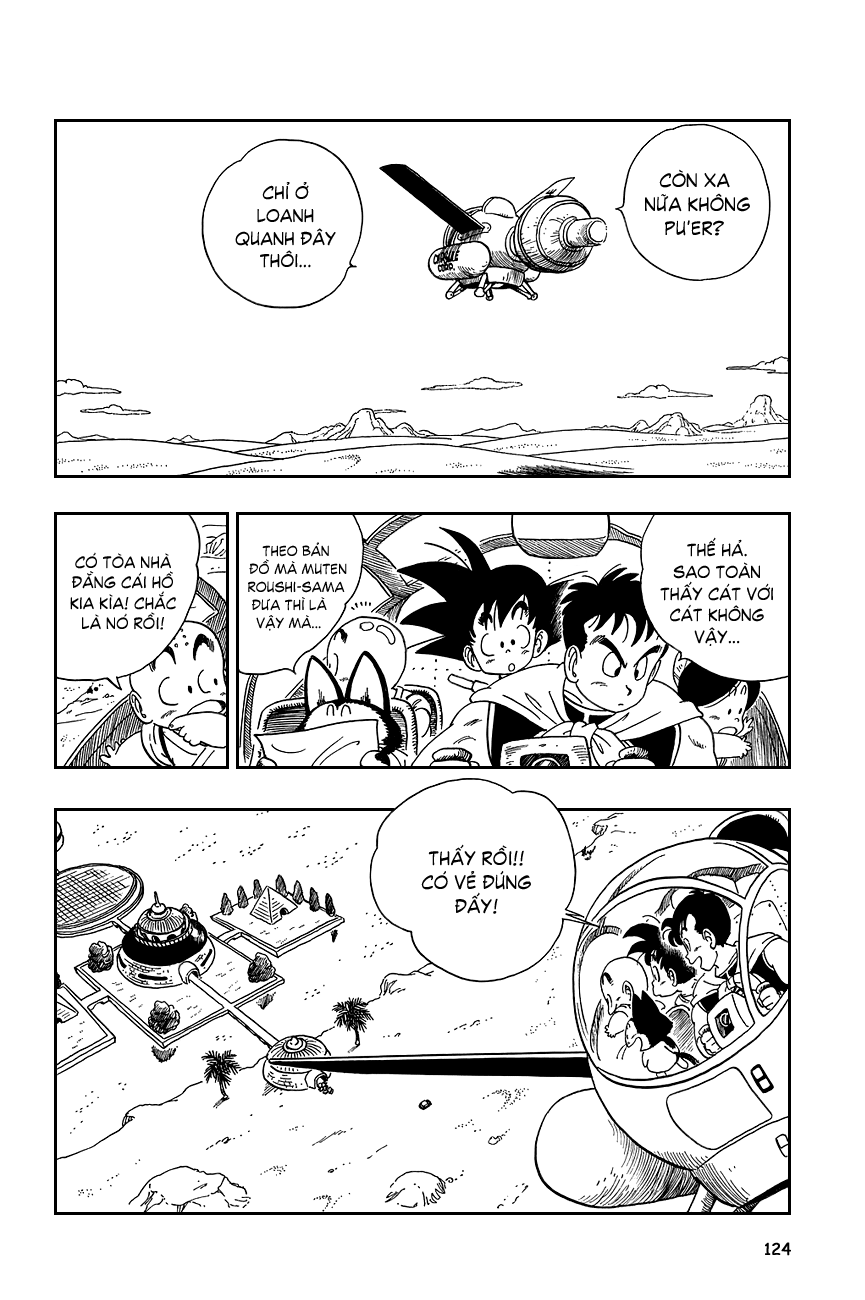 CÒN XA
NỮA KHÔNG
PU'ER?
CHỈ Ở
LOANH
QUANH ĐÂY
THÔI...
CAPSULE
CORP.
THẾ HẢ.
SAO TOÀN
THẤY CÁT VỚI
CÁT KHÔNG
VẬY...
THEO BẢN
ĐỒ MÀ MUTEN
ROUSHI-SAMA
ĐƯA THÌ LÀ
VẬY MÀ...
CÓ TÒA NHÀ
ĐẰNG CÁI HỒ
KIA KÌA! CHẮC
LÀ NÓ RỒI!
THẤY RỒI!!
CÓ VẺ ĐÚNG
ĐẤY!
124